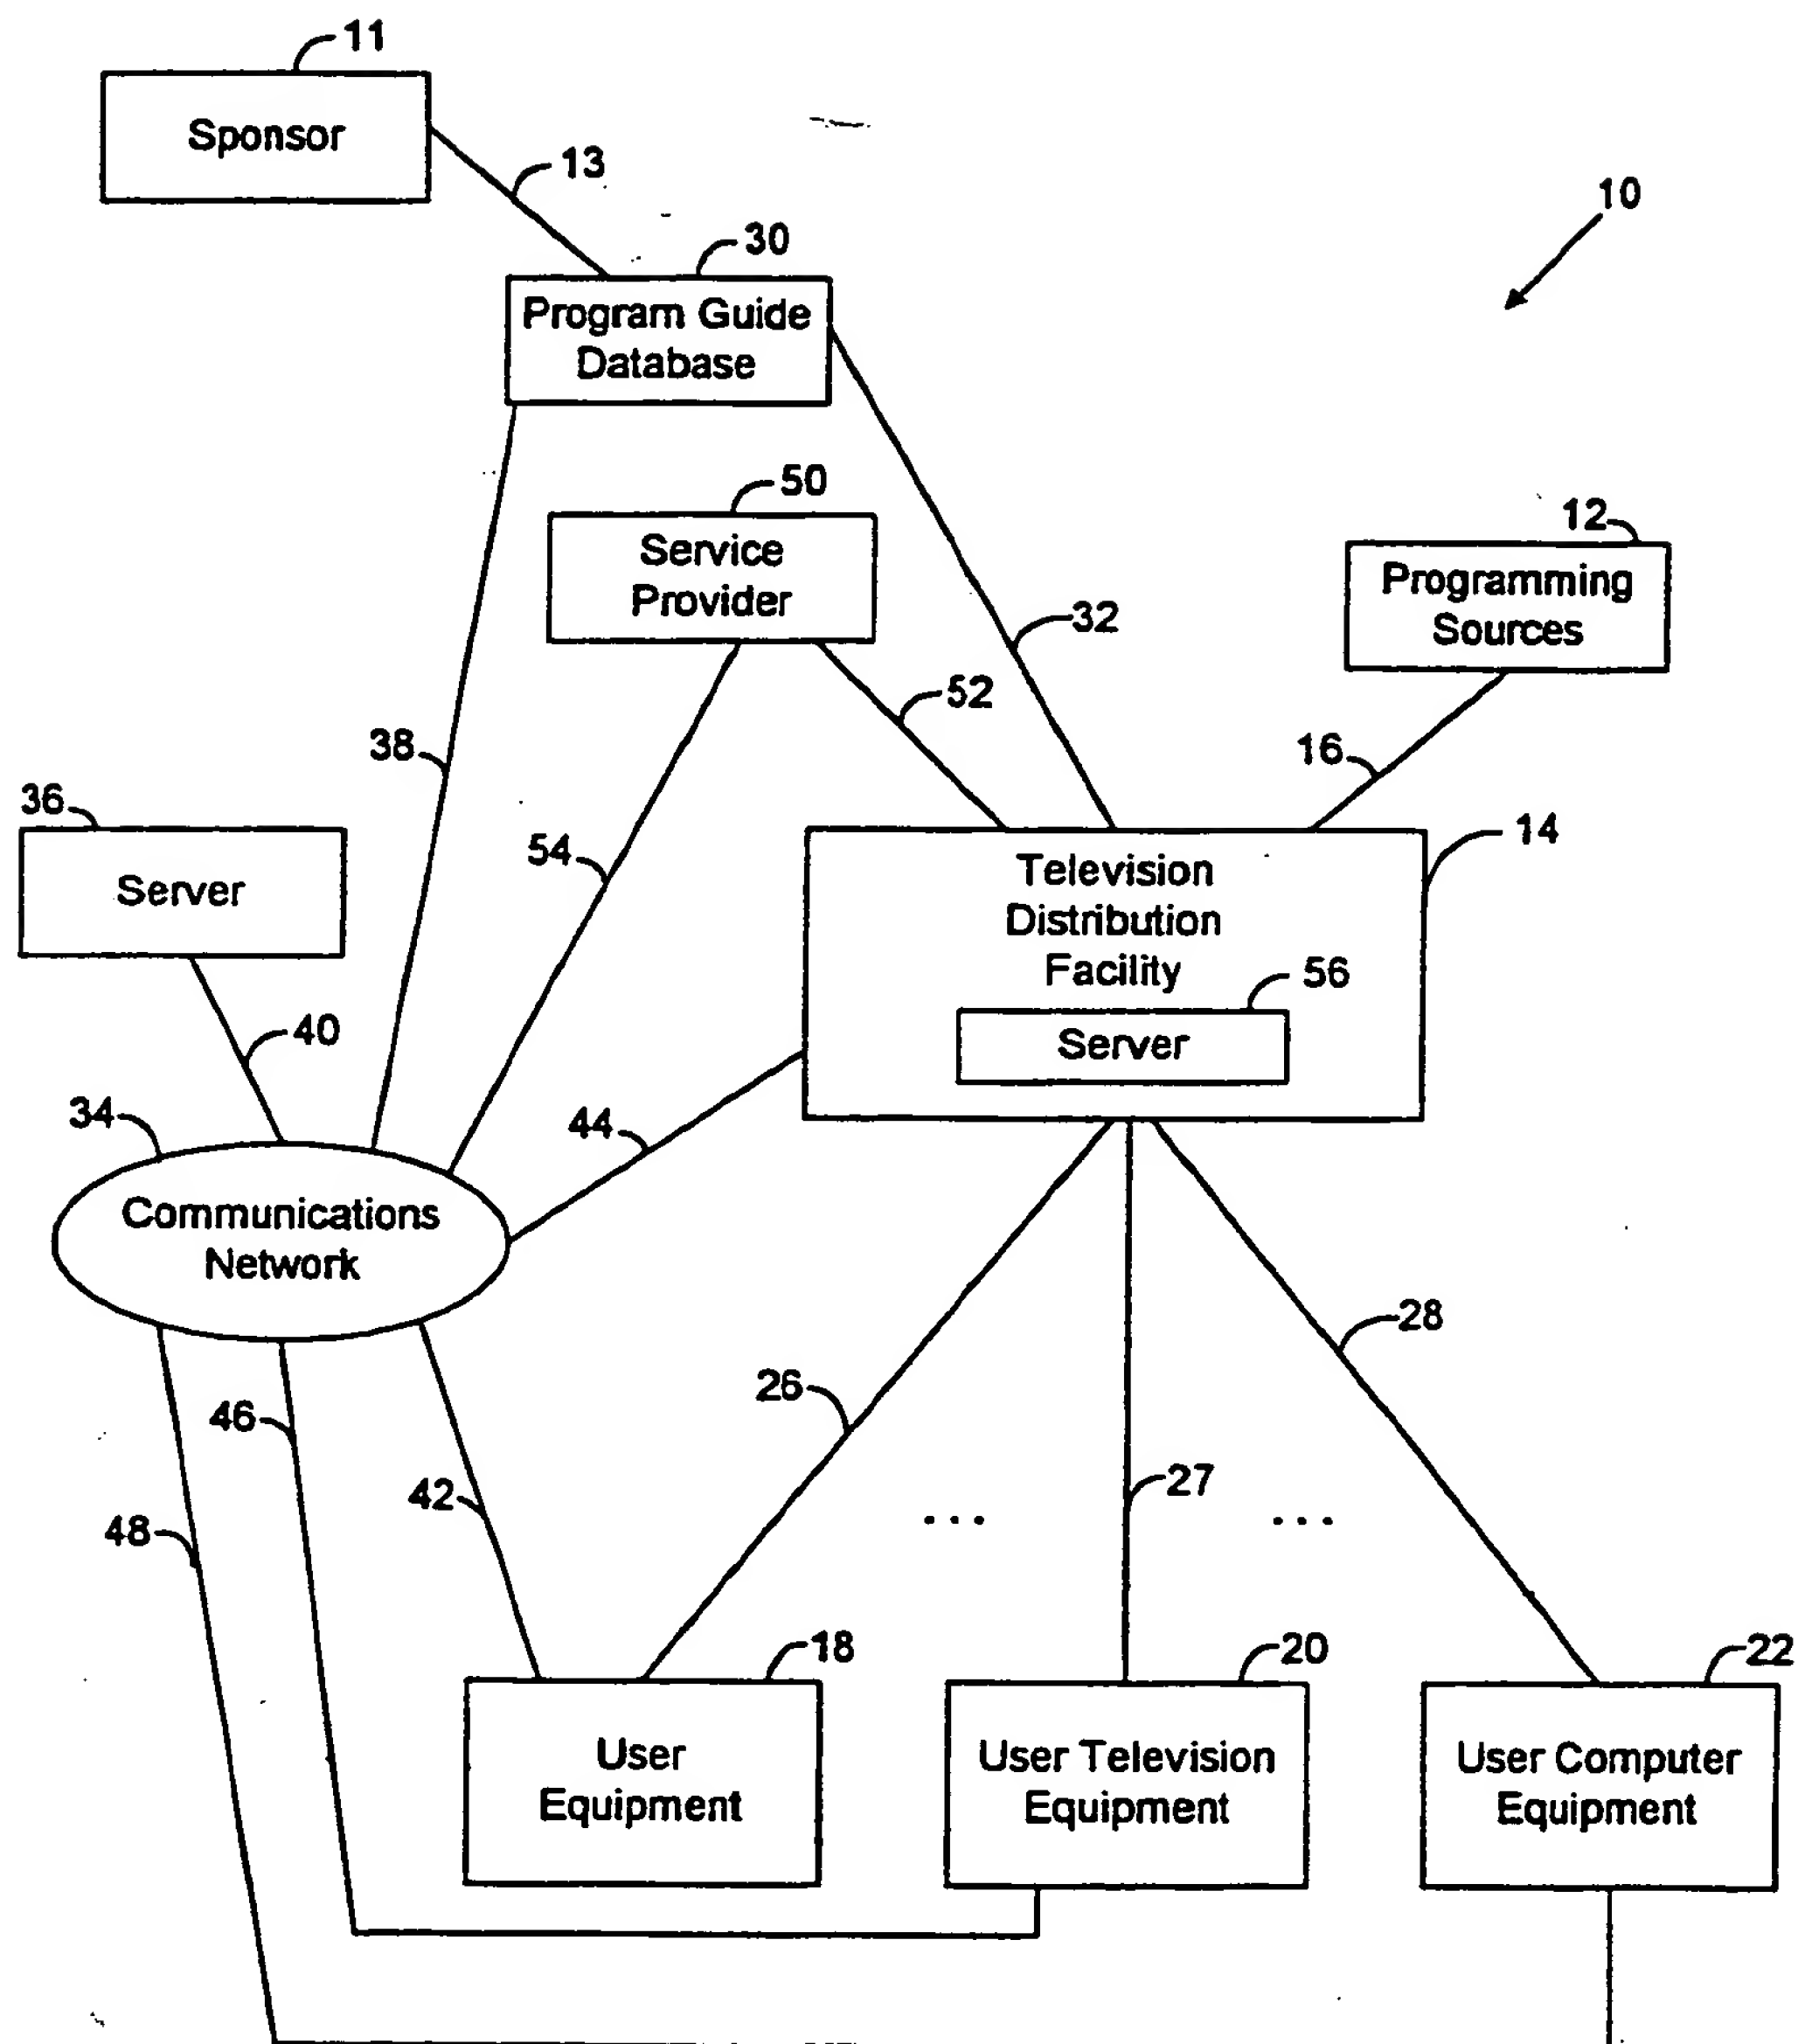 11
Sponsor
13
10
30
Program Guide
Database
50
12
Service
Provider
Programming
Sources
32
52
38
16
36
14
54
Television
Distribution
Facility
Server
56
40
Server
34
44
Communications
Network
28
26
46
27
42
48
... ...
18
20
22
User
Equipment
User Television
Equipment
User Computer
Equipment